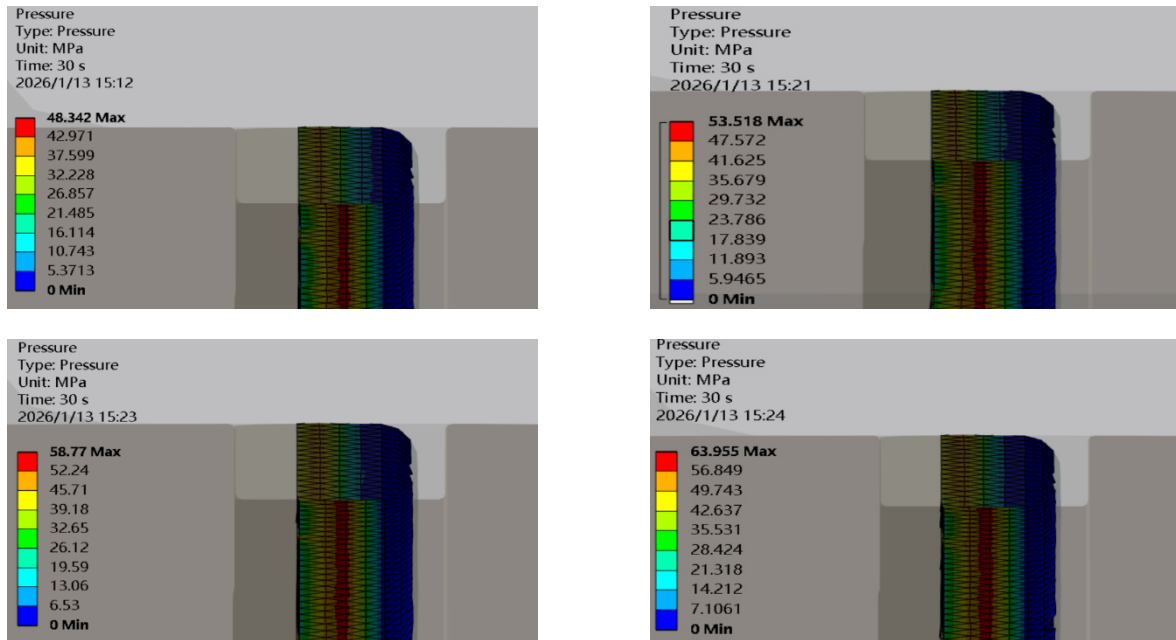 Pressure
Type: Pressure
Unit: MPa
Time: 30 s
2026/1/13 15:12
48.342 Max
42.971
37.599
32.228
26.857
21.485
16.114
10.743
5.3713
0 Min
Pressure
Type: Pressure
Unit: MPa
Time: 30 s
2026/1/13 15:21
53.518 Max
47.572
41.625
35.679
29.732
23.786
17.839
11.893
5.9465
0 Min
Pressure
Type: Pressure
Unit: MPa
Time: 30 s
2026/1/13 15:23
58.77 Max
52.24
45.71
39.18
32.65
26.12
19.59
13.06
6.53
0 Min
Pressure
Type: Pressure
Unit: MPa
Time: 30 s
2026/1/13 15:24
63.955 Max
56.849
49.743
42.637
35.531
28.424
21.318
14.212
7.1061
0 Min